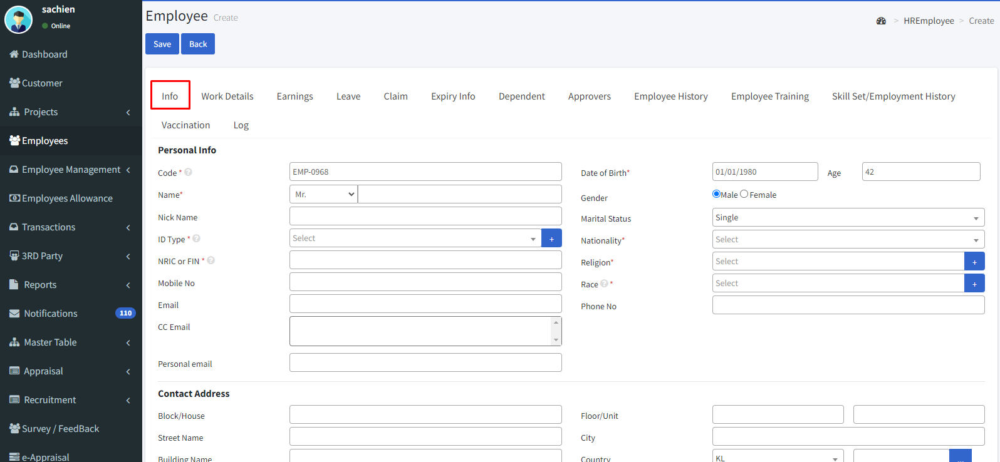 sachien
Online
Dashboard
Customer
Projects
Employees
Employee Management
Employees Allowance
Transactions
3RD Party
Reports
Notifications 110
Master Table
Appraisal
Recruitment
Survey / FeedBack
e-Appraisal
Employee Create
> HREmployee > Create
Save Back
Info Work Details Earnings Leave Claim Expiry Info Dependent Approvers Employee History Employee Training Skill Set/Employment History
Vaccination Log
Personal Info
Code * ? EMP-0968
Name* Mr.
Nick Name
ID Type * ? Select +
NRIC or FIN * ?
Mobile No
Email
CC Email
Personal email
Date of Birth* 01/01/1980 Age 42
Gender Male Female
Marital Status Single
Nationality* Select
Religion* Select +
Race ? * Select +
Phone No
Contact Address
Block/House
Street Name
Building Name
Floor/Unit
City
Country KL ...